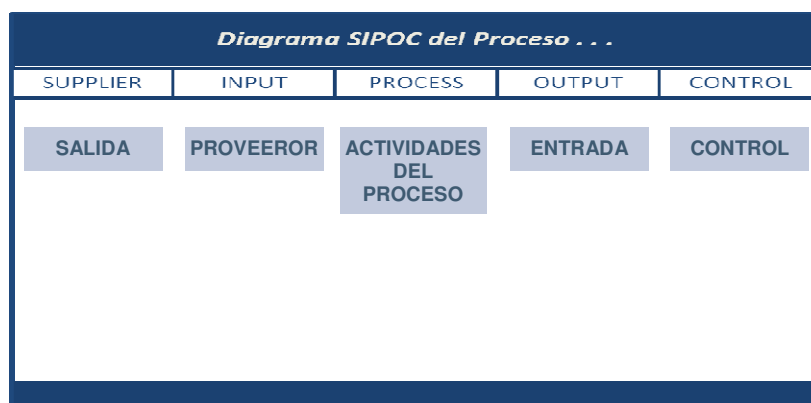 Diagrama SIPOC del Proceso . . .
SUPPLIER INPUT PROCESS OUTPUT CONTROL
SALIDA PROVEEROR ACTIVIDADES ENTRADA CONTROL
DEL
PROCESO